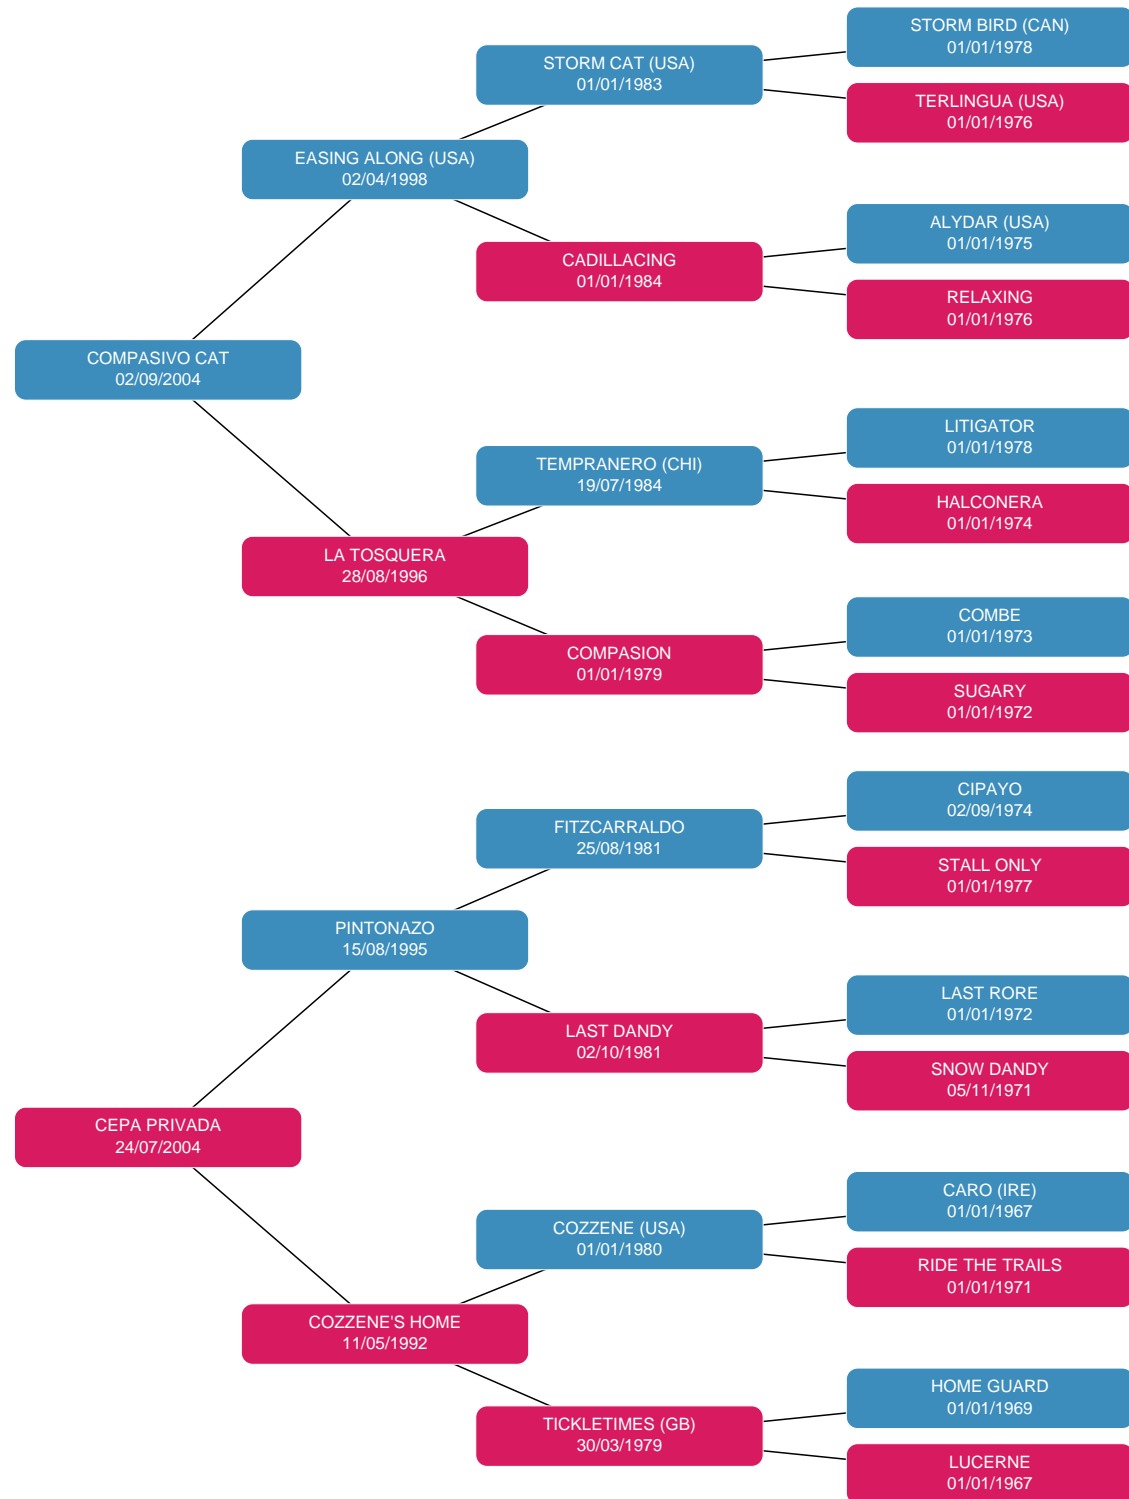 STORM BIRD (CAN)
01/01/1978
STORM CAT (USA)
01/01/1983
TERLINGUA (USA)
01/01/1976
EASING ALONG (USA)
02/04/1998
ALYDAR (USA)
01/01/1975
CADILLACING
01/01/1984
RELAXING
01/01/1976
COMPASIVO CAT
02/09/2004
LITIGATOR
01/01/1978
TEMPRANERO (CHI)
19/07/1984
HALCONERA
01/01/1974
LA TOSQUERA
28/08/1996
COMBE
01/01/1973
COMPASION
01/01/1979
SUGARY
01/01/1972
CIPAYO
02/09/1974
FITZCARRALDO
25/08/1981
STALL ONLY
01/01/1977
PINTONAZO
15/08/1995
LAST RORE
01/01/1972
LAST DANDY
02/10/1981
SNOW DANDY
05/11/1971
CEPA PRIVADA
24/07/2004
CARO (IRE)
01/01/1967
COZZENE (USA)
01/01/1980
RIDE THE TRAILS
01/01/1971
COZZENE'S HOME
11/05/1992
HOME GUARD
01/01/1969
TICKLETIMES (GB)
30/03/1979
LUCERNE
01/01/1967